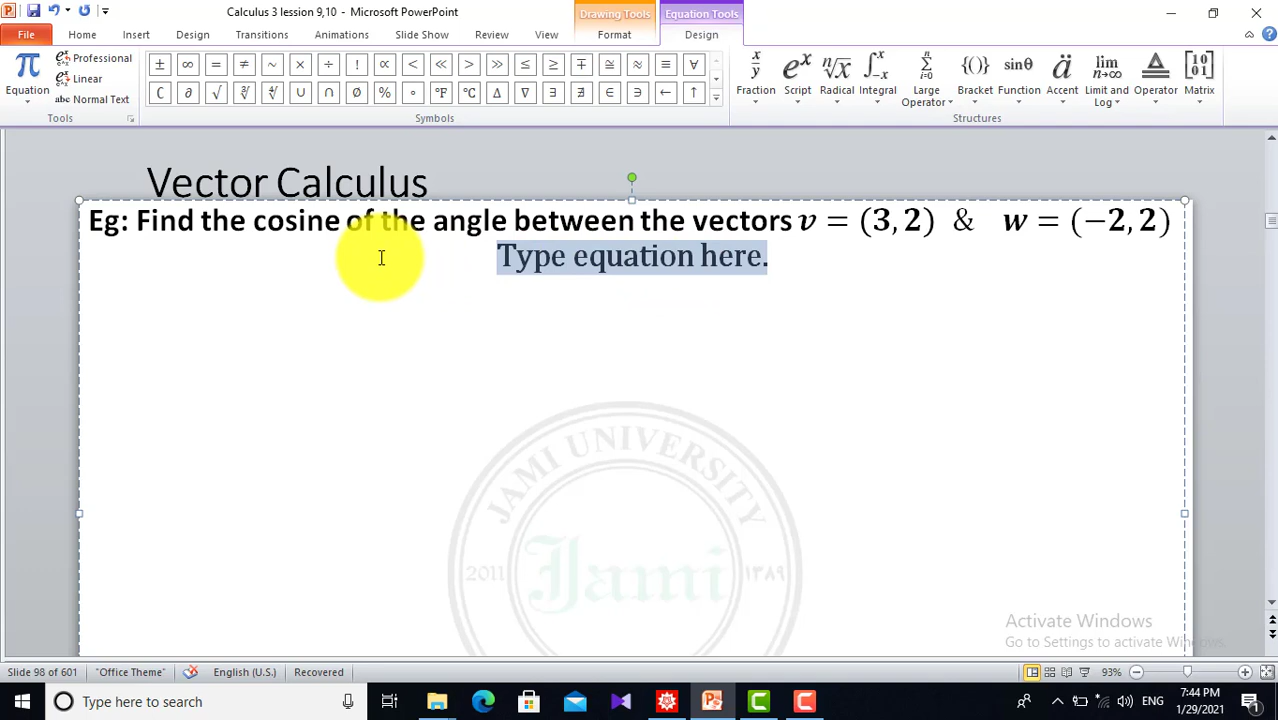 Calculus 3 lession 9,10 - Microsoft PowerPoint
Drawing Tools
Equation Tools
File
Home
Insert
Design
Transitions
Animations
Slide Show
Review
View
Format
Design
Equation
Professional
Linear
abc Normal Text
Tools
± ∞ = ≠ ~ × ÷ ! ∝ < ≪ > ≫ ≤ ≥ ∓ ≅ ≈ ≡ ∀
∁ ∂ √ ∛ ∜ ∪ ∩ ∅ % ° °F °C ∆ ∇ ∃ ∄ ∈ ∋ ← ↑
Symbols
Fraction
Script
Radical
Integral
Large Operator
Bracket
Function
Accent
Limit and Log
Operator
Matrix
Structures
Vector Calculus
Eg: Find the cosine of the angle between the vectors v = (3, 2) & w = (−2, 2)
Type equation here.
JAMI UNIVERSITY
2011
Jami
۱۳۸۹
Activate Windows
Go to Settings to activate Windows.
Slide 98 of 601
"Office Theme"
English (U.S.)
Recovered
93%
Type here to search
ENG
7:44 PM
1/29/2021